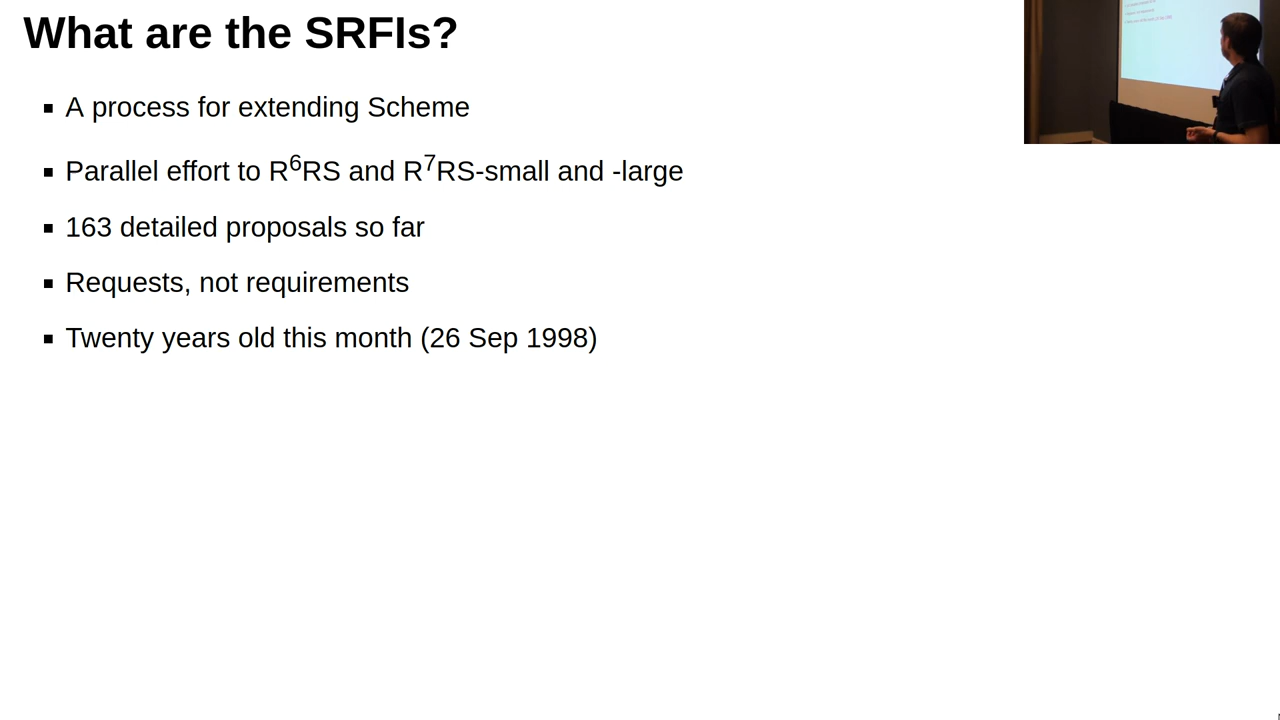 What are the SRFIs?
▪ A process for extending Scheme
▪ Parallel effort to R⁶RS and R⁷RS-small and -large
▪ 163 detailed proposals so far
▪ Requests, not requirements
▪ Twenty years old this month (26 Sep 1998)